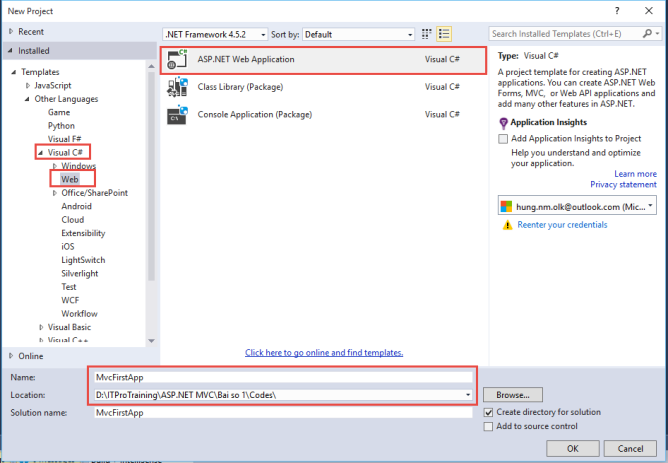 New Project
?
X
Recent
.NET Framework 4.5.2
Sort by: Default
Search Installed Templates (Ctrl+E)
Installed
Templates
JavaScript
Other Languages
Game
Python
Visual F#
Visual C#
Windows
Web
Office/SharePoint
Android
Cloud
Extensibility
iOS
LightSwitch
Silverlight
Test
WCF
Workflow
Visual Basic
Visual C++
Online
ASP.NET Web Application Visual C#
Class Library (Package) Visual C#
Console Application (Package) Visual C#
Click here to go online and find templates.
Type: Visual C#
A project template for creating ASP.NET
applications. You can create ASP.NET Web
Forms, MVC, or Web API applications and
add many other features in ASP.NET.
Application Insights
Add Application Insights to Project
Help you understand and optimize
your application.
Learn more
Privacy statement
hung.nm.olk@outlook.com (Mic...
Reenter your credentials
Name: MvcFirstApp
Location: D:\ITProTraining\ASP.NET MVC\Bai so 1\Codes\
Browse...
Solution name: MvcFirstApp
Create directory for solution
Add to source control
OK
Cancel